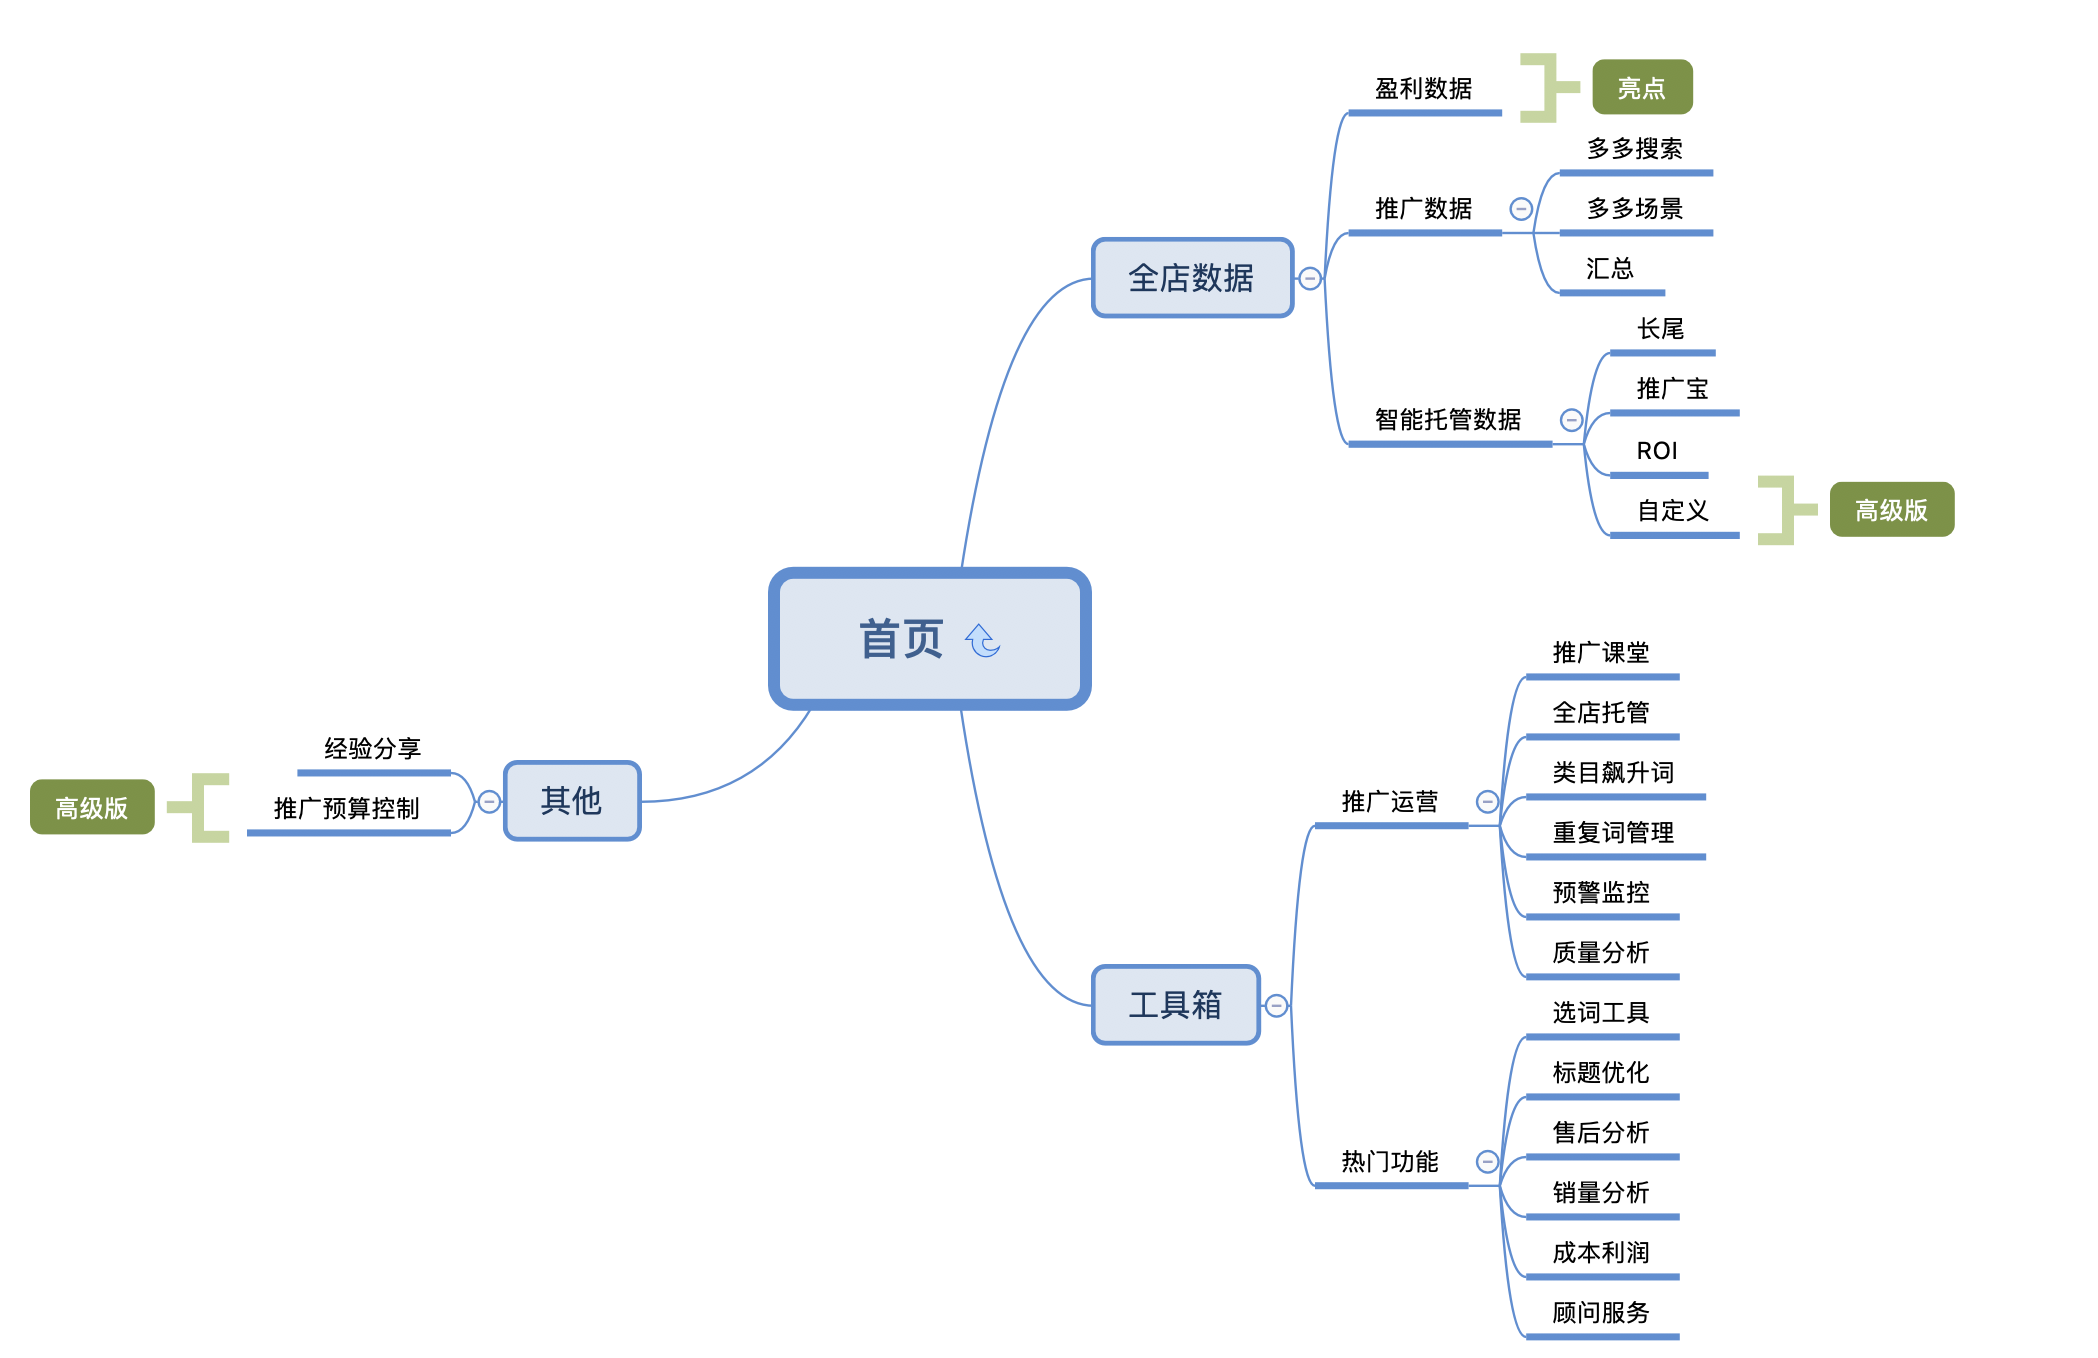 首页
全店数据
盈利数据
亮点
推广数据
多多搜索
多多场景
汇总
智能托管数据
长尾
推广宝
ROI
自定义
高级版
工具箱
推广运营
推广课堂
全店托管
类目飙升词
重复词管理
预警监控
质量分析
热门功能
选词工具
标题优化
售后分析
销量分析
成本利润
顾问服务
其他
经验分享
推广预算控制
高级版